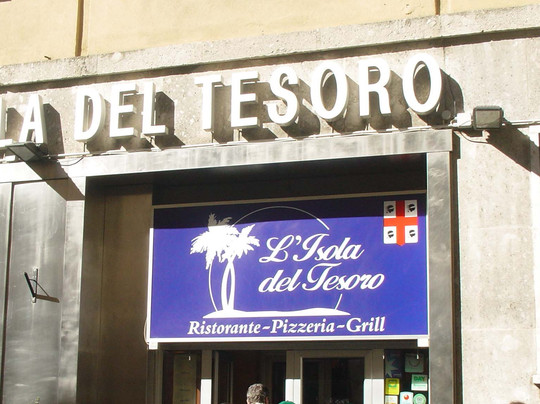 LA DEL TESORO
L'Isola
del Tesoro
Ristorante-Pizzeria-Grill